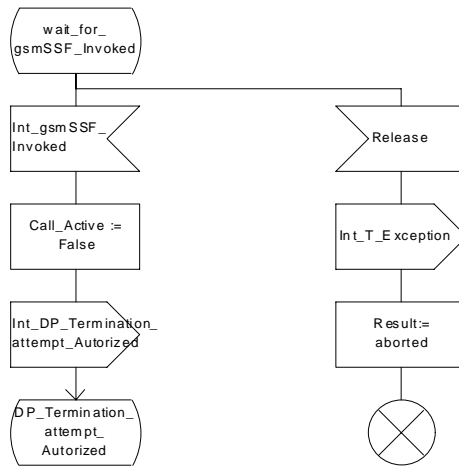 wait_for_
gsmSSF_Invoked
Int_gsmSSF_
Invoked
Release
Call_Active :=
False
Int_T_Exception
Int_DP_Termination_
attempt_Autorized
Result:=
aborted
DP_Termination_
attempt_
Autorized